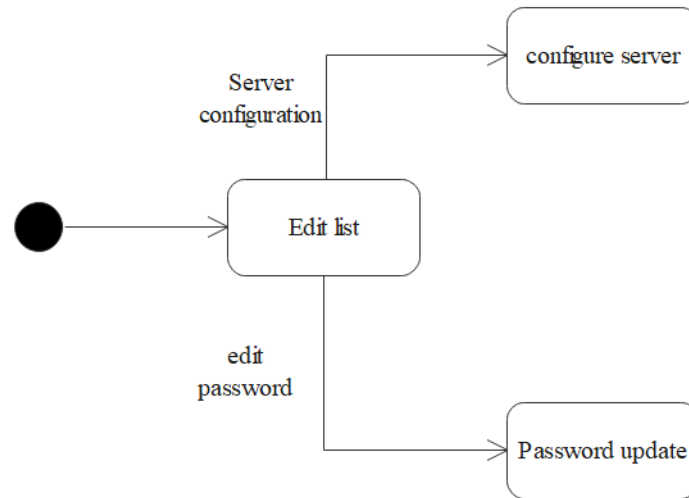 configure server
Server
configuration
Edit list
edit
password
Password update